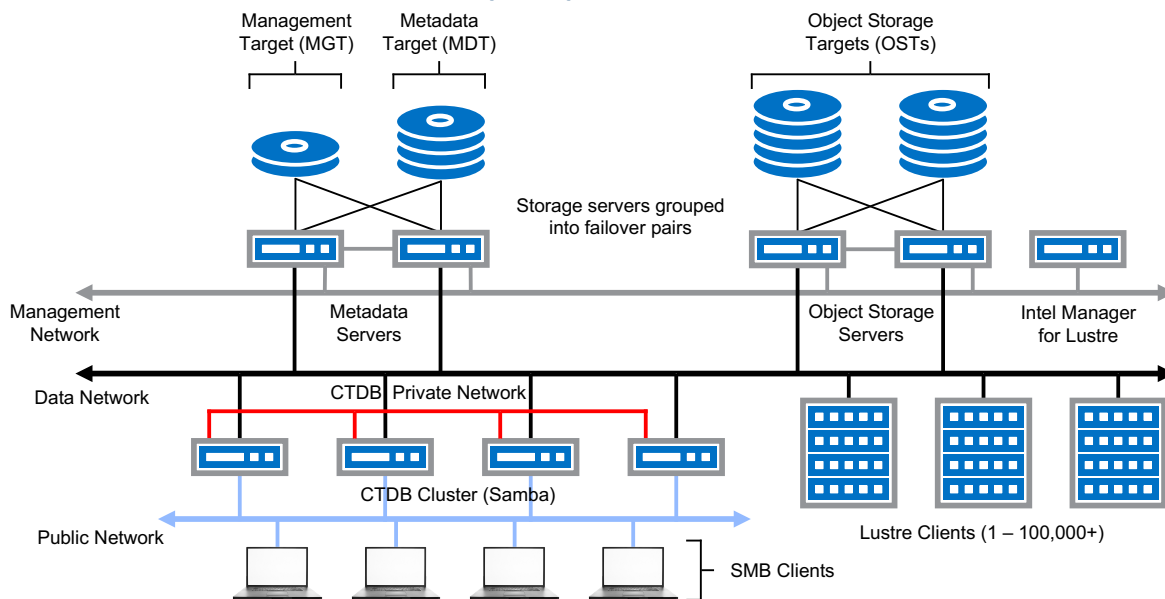 Management
Target (MGT)
Metadata
Target (MDT)
Object Storage
Targets (OSTs)
Storage servers grouped
into failover pairs
Management
Network
Metadata
Servers
Object Storage
Servers
Intel Manager
for Lustre
Data Network
CTDB Private Network
CTDB Cluster (Samba)
Public Network
Lustre Clients (1 – 100,000+)
SMB Clients